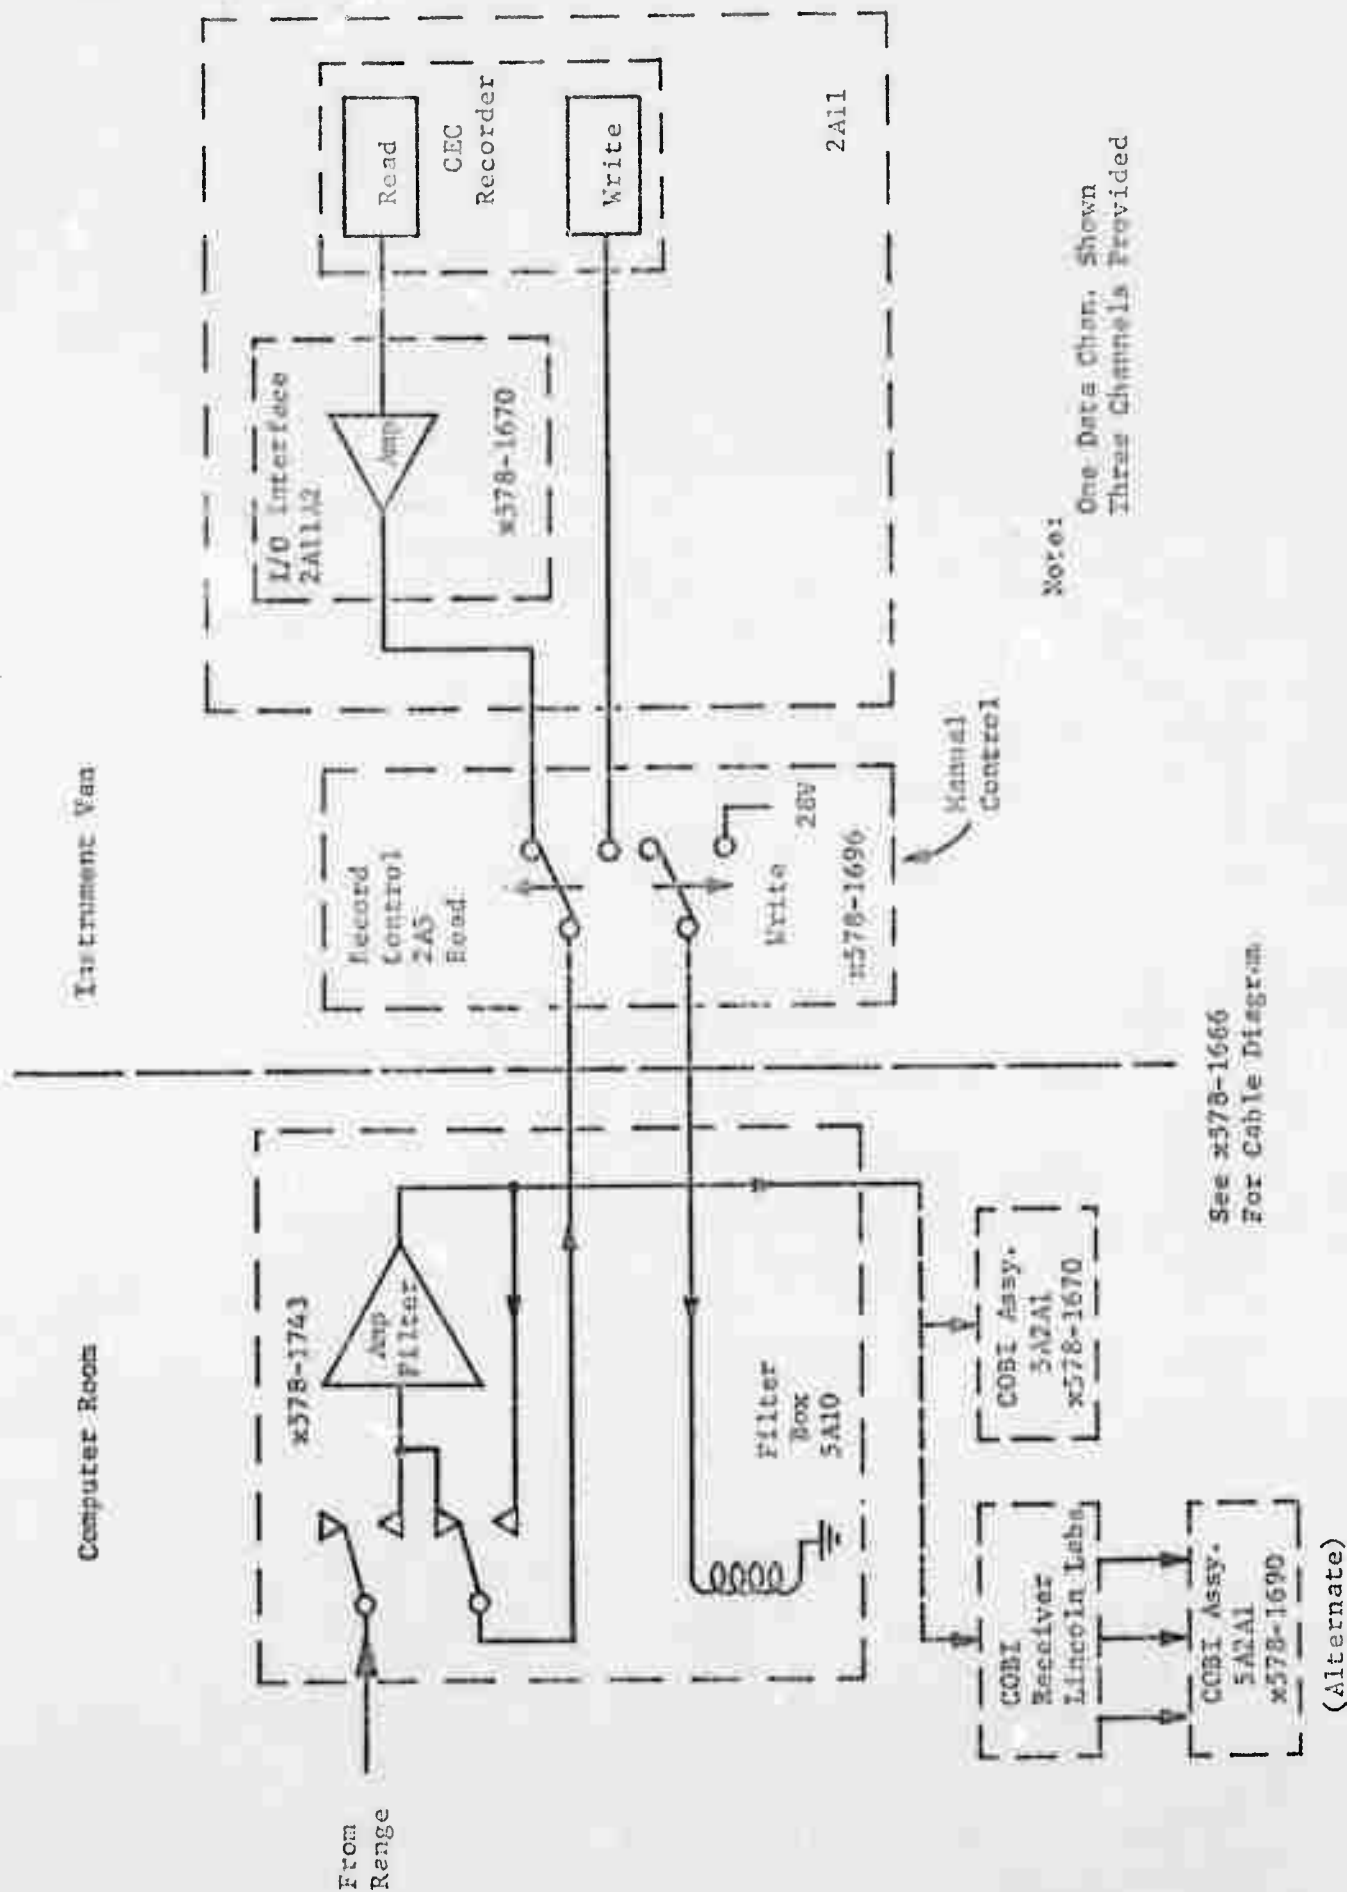 Computer Room
Instrument Van
From
Range
x578-1743
Amp
Filter
Filter
Box
5A10
Record
Control
2A5
Read
Write
28V
x578-1696
Manual
Control
I/O Interface
2A11A2
Amp
x578-1670
Read
CEC
Recorder
Write
2A11
COBI
Receiver
Lincoln Labs
COBI Assy.
5A2A1
x578-1690
(Alternate)
COBI Assy.
5A2A1
x578-1670
See x578-1666
For Cable Diagram
Note:
One Data Chan. Shown
Three Channels Provided